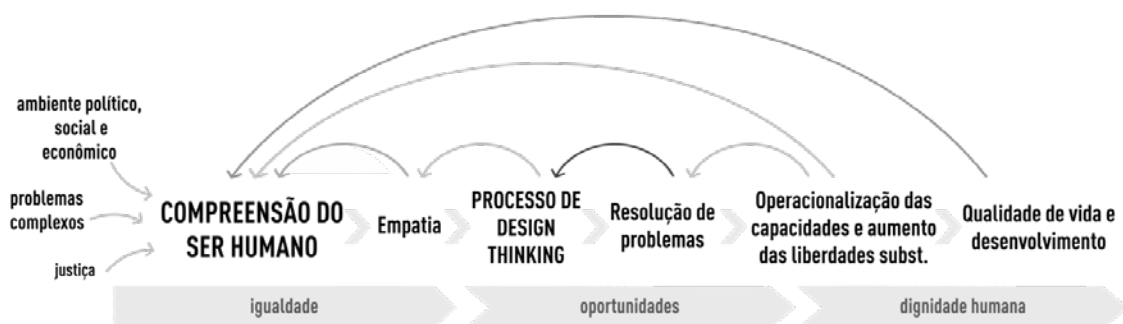 ambiente político,
social e
econômico
problemas
complexos
justiça
COMPREENSÃO DO
SER HUMANO
Empatia
PROCESSO DE
DESIGN
THINKING
Resolução de
problemas
Operacionalização das
capacidades e aumento
das liberdades subst.
Qualidade de vida e
desenvolvimento
igualdade
oportunidades
dignidade humana